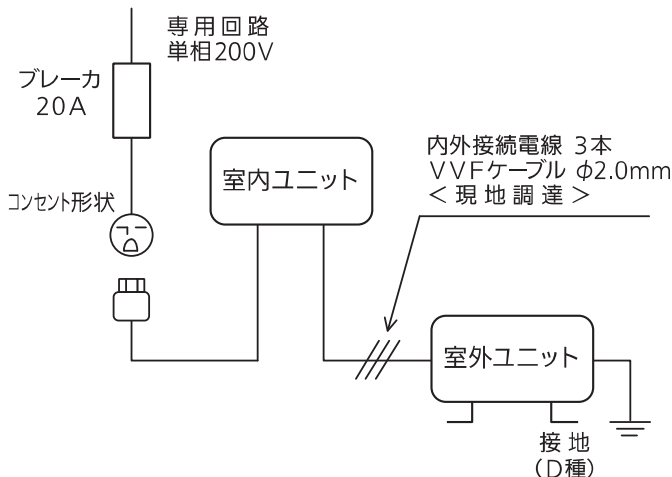 専用回路
単相200V
ブレーカ
20A
コンセント形状
室内ユニット
内外接続電線 3本
VVFケーブル φ2.0mm
<現地調達>
室外ユニット
接地
(D種)